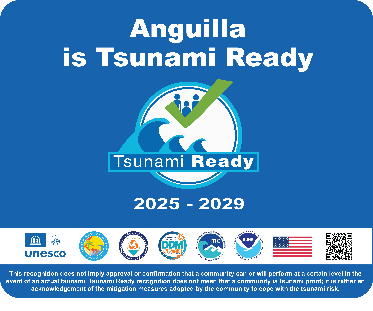 Anguilla
is Tsunami Ready
Tsunami Ready
2025 - 2029
unesco
DDM
TIC
NOAA
This recognition does not imply approval or confirmation that a community can or will perform at a certain level in the
event of an actual tsunami. Tsunami Ready recognition does not mean that a community is tsunami proof; it is rather an
acknowledgement of the mitigation measures adopted by the community to cope with the tsunami risk.